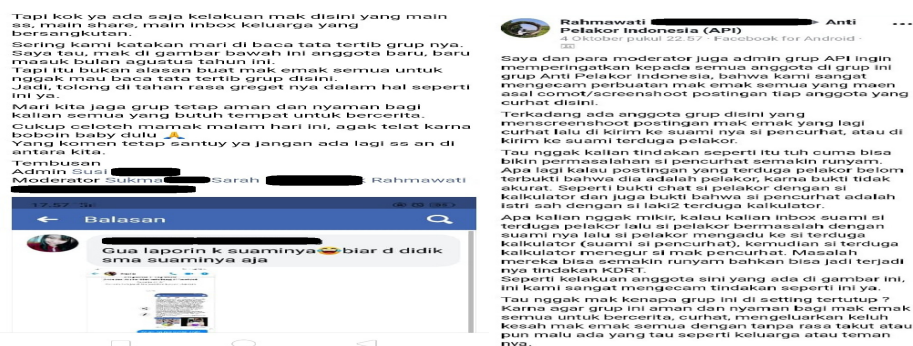 Tapi kok ya ada saja kelakuan mak disini yang main
ss, main share, main inbox keluarga yang
bersangkutan.
Sering kami katakan mari di baca tata tertib grup nya.
Saya tau, mak di gambar bawah ini anggota baru, baru
masuk bulan agustus tahun ini.
Tapi itu bukan alasan buat mak emak semua untuk
nggak mau baca tata tertib grup disini.
Jadi, tolong di tahan rasa greget nya dalam hal seperti
ini ya.
Mari kita jaga grup tetap aman dan nyaman bagi
kalian semua yang butuh tempat untuk bercerita.
Cukup celoteh mamak malam hari ini, agak telat karna
boboin baby dulu 🙏
Yang komen tetap santuy ya jangan ada lagi ss an di
antara kita.
Tembusan
Admin Susi
Moderator Sukma Sarah Rahmawati
17.57
Balasan
Gua laporin k suaminya😂biar d didik
sma suaminya aja
Rahmawati ▸ Anti
Pelakor Indonesia (API)
4 Oktober pukul 22.57 · Facebook for Android ·
Saya dan para moderator juga admin grup API ingin
memperingatkan kepada semua anggota di grup ini
grup Anti Pelakor Indonesia, bahwa kami sangat
mengecam perbuatan mak emak semua yang maen
asal comot/screenshoot postingan tiap anggota yang
curhat disini.
Terkadang ada anggota grup disini yang
menscreenshoot postingan mak emak yang lagi
curhat lalu di kirim ke suami nya si pencurhat, atau di
kirim ke suami terduga pelakor.
Tau nggak kalian tindakan seperti itu tuh cuma bisa
bikin permasalahan si pencurhat semakin runyam.
Apa lagi kalau postingan yang terduga pelakor belom
terbukti bahwa dia adalah pelakor, karna bukti tidak
akurat. Seperti bukti chat si pelakor dengan si
kalkulator dan juga bukti bahwa si pencurhat adalah
istri sah dengan si laki2 terduga kalkulator.
Apa kalian nggak mikir, kalau kalian inbox suami si
terduga pelakor lalu si pelakor bermasalah dengan
suami nya lalu si pelakor mengadu ke si terduga
kalkulator (suami si pencurhat), kemudian si terduga
kalkulator menegur si mak pencurhat. Masalah
mereka bisa semakin runyam bahkan bisa jadi terjadi
nya tindakan KDRT.
Seperti kelakuan anggota sini yang ada di gambar ini,
ini kami sangat mengecam tindakan seperti ini ya.
Tau nggak mak kenapa grup ini di setting tertutup ?
Karna agar grup ini aman dan nyaman bagi mak emak
semua untuk bercerita, curhat, mengeluarkan keluh
kesah mak emak semua dengan tanpa rasa takut atau
pun malu ada yang tau seperti keluarga atau teman
nya.